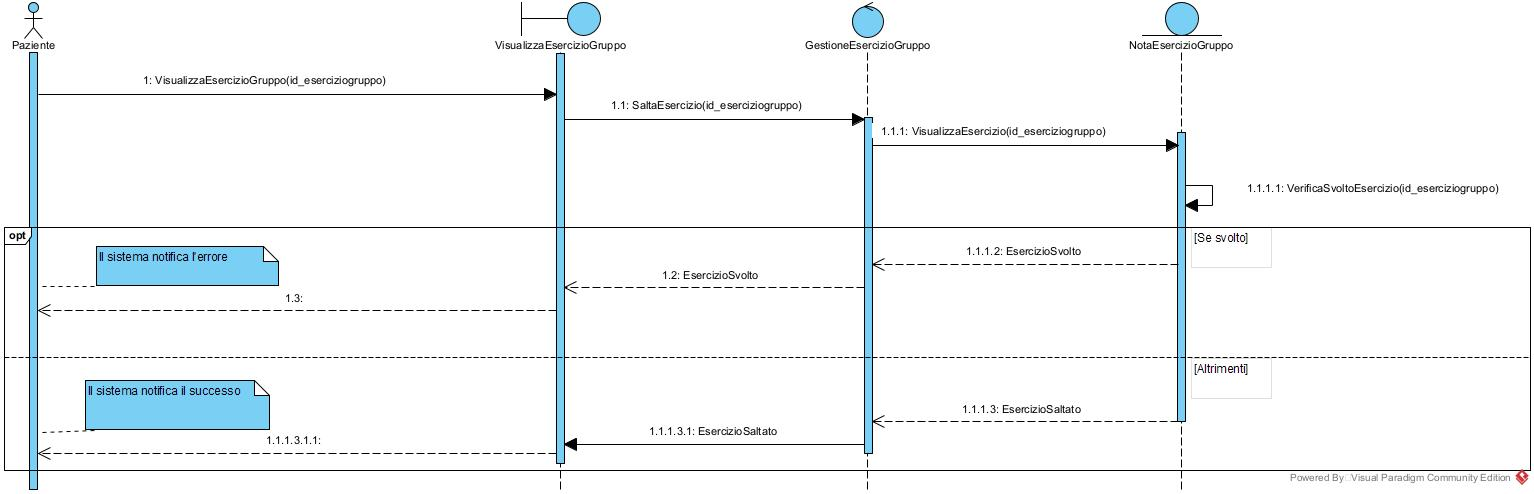 Paziente
VisualizzaEsercizioGruppo
GestioneEsercizioGruppo
NotaEsercizioGruppo
1: VisualizzaEsercizioGruppo(id_eserciziogruppo)
1.1: SaltaEsercizio(id_eserciziogruppo)
1.1.1: VisualizzaEsercizio(id_eserciziogruppo)
1.1.1.1: VerificaSvoltoEsercizio(id_eserciziogruppo)
opt
[Se svolto]
Il sistema notifica l'errore
1.1.1.2: EsercizioSvolto
1.2: EsercizioSvolto
1.3:
[Altrimenti]
Il sistema notifica il successo
1.1.1.3: EsercizioSaltato
1.1.1.3.1: EsercizioSaltato
1.1.1.3.1.1:
Powered By Visual Paradigm Community Edition